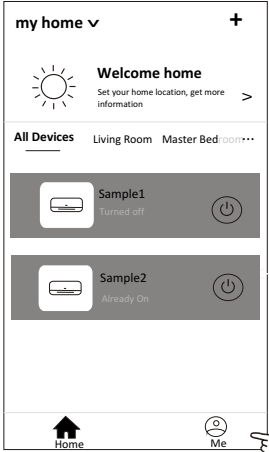 my home
Welcome home
Set your home location, get more
information
All Devices Living Room Master Bedroom
Sample1
Turned off
Sample2
Already On
Home Me